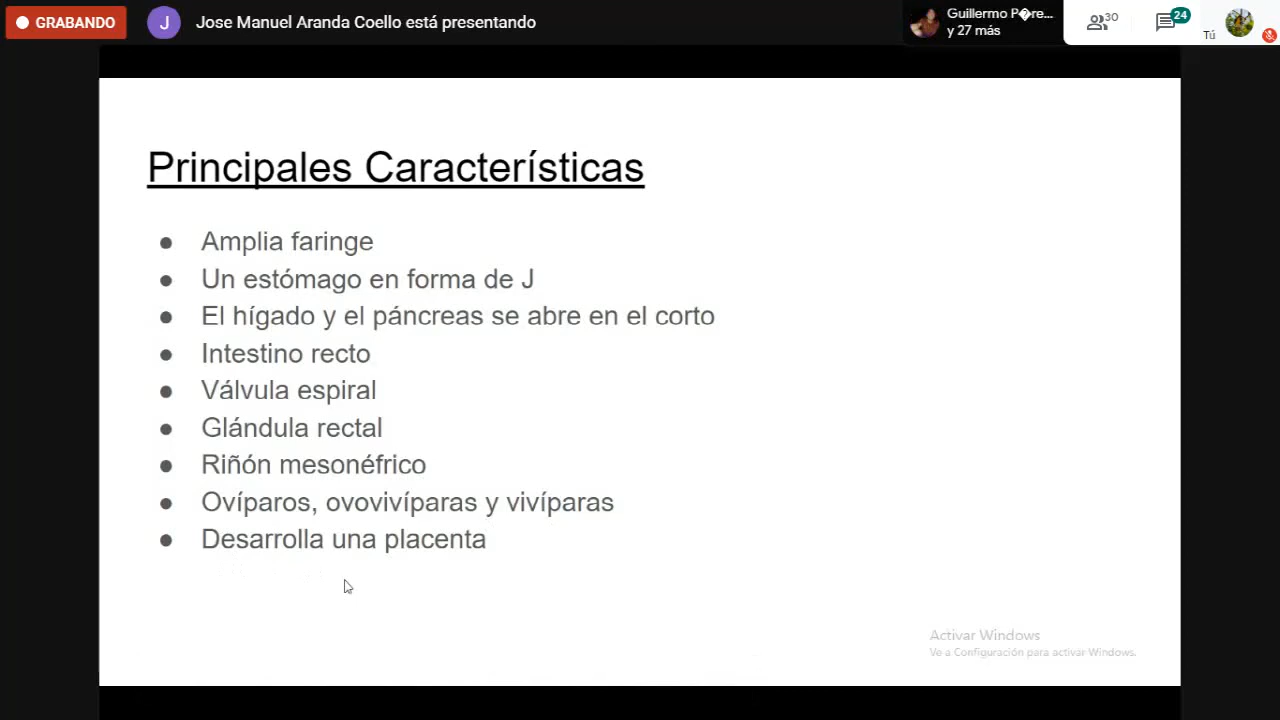 GRABANDO
J
Jose Manuel Aranda Coello está presentando
Guillermo P�re...
y 27 más
30
24
Tú
Principales Características
● Amplia faringe
● Un estómago en forma de J
● El hígado y el páncreas se abre en el corto
● Intestino recto
● Válvula espiral
● Glándula rectal
● Riñón mesonéfrico
● Ovíparos, ovovivíparas y vivíparas
● Desarrolla una placenta
Activar Windows
Ve a Configuración para activar Windows.